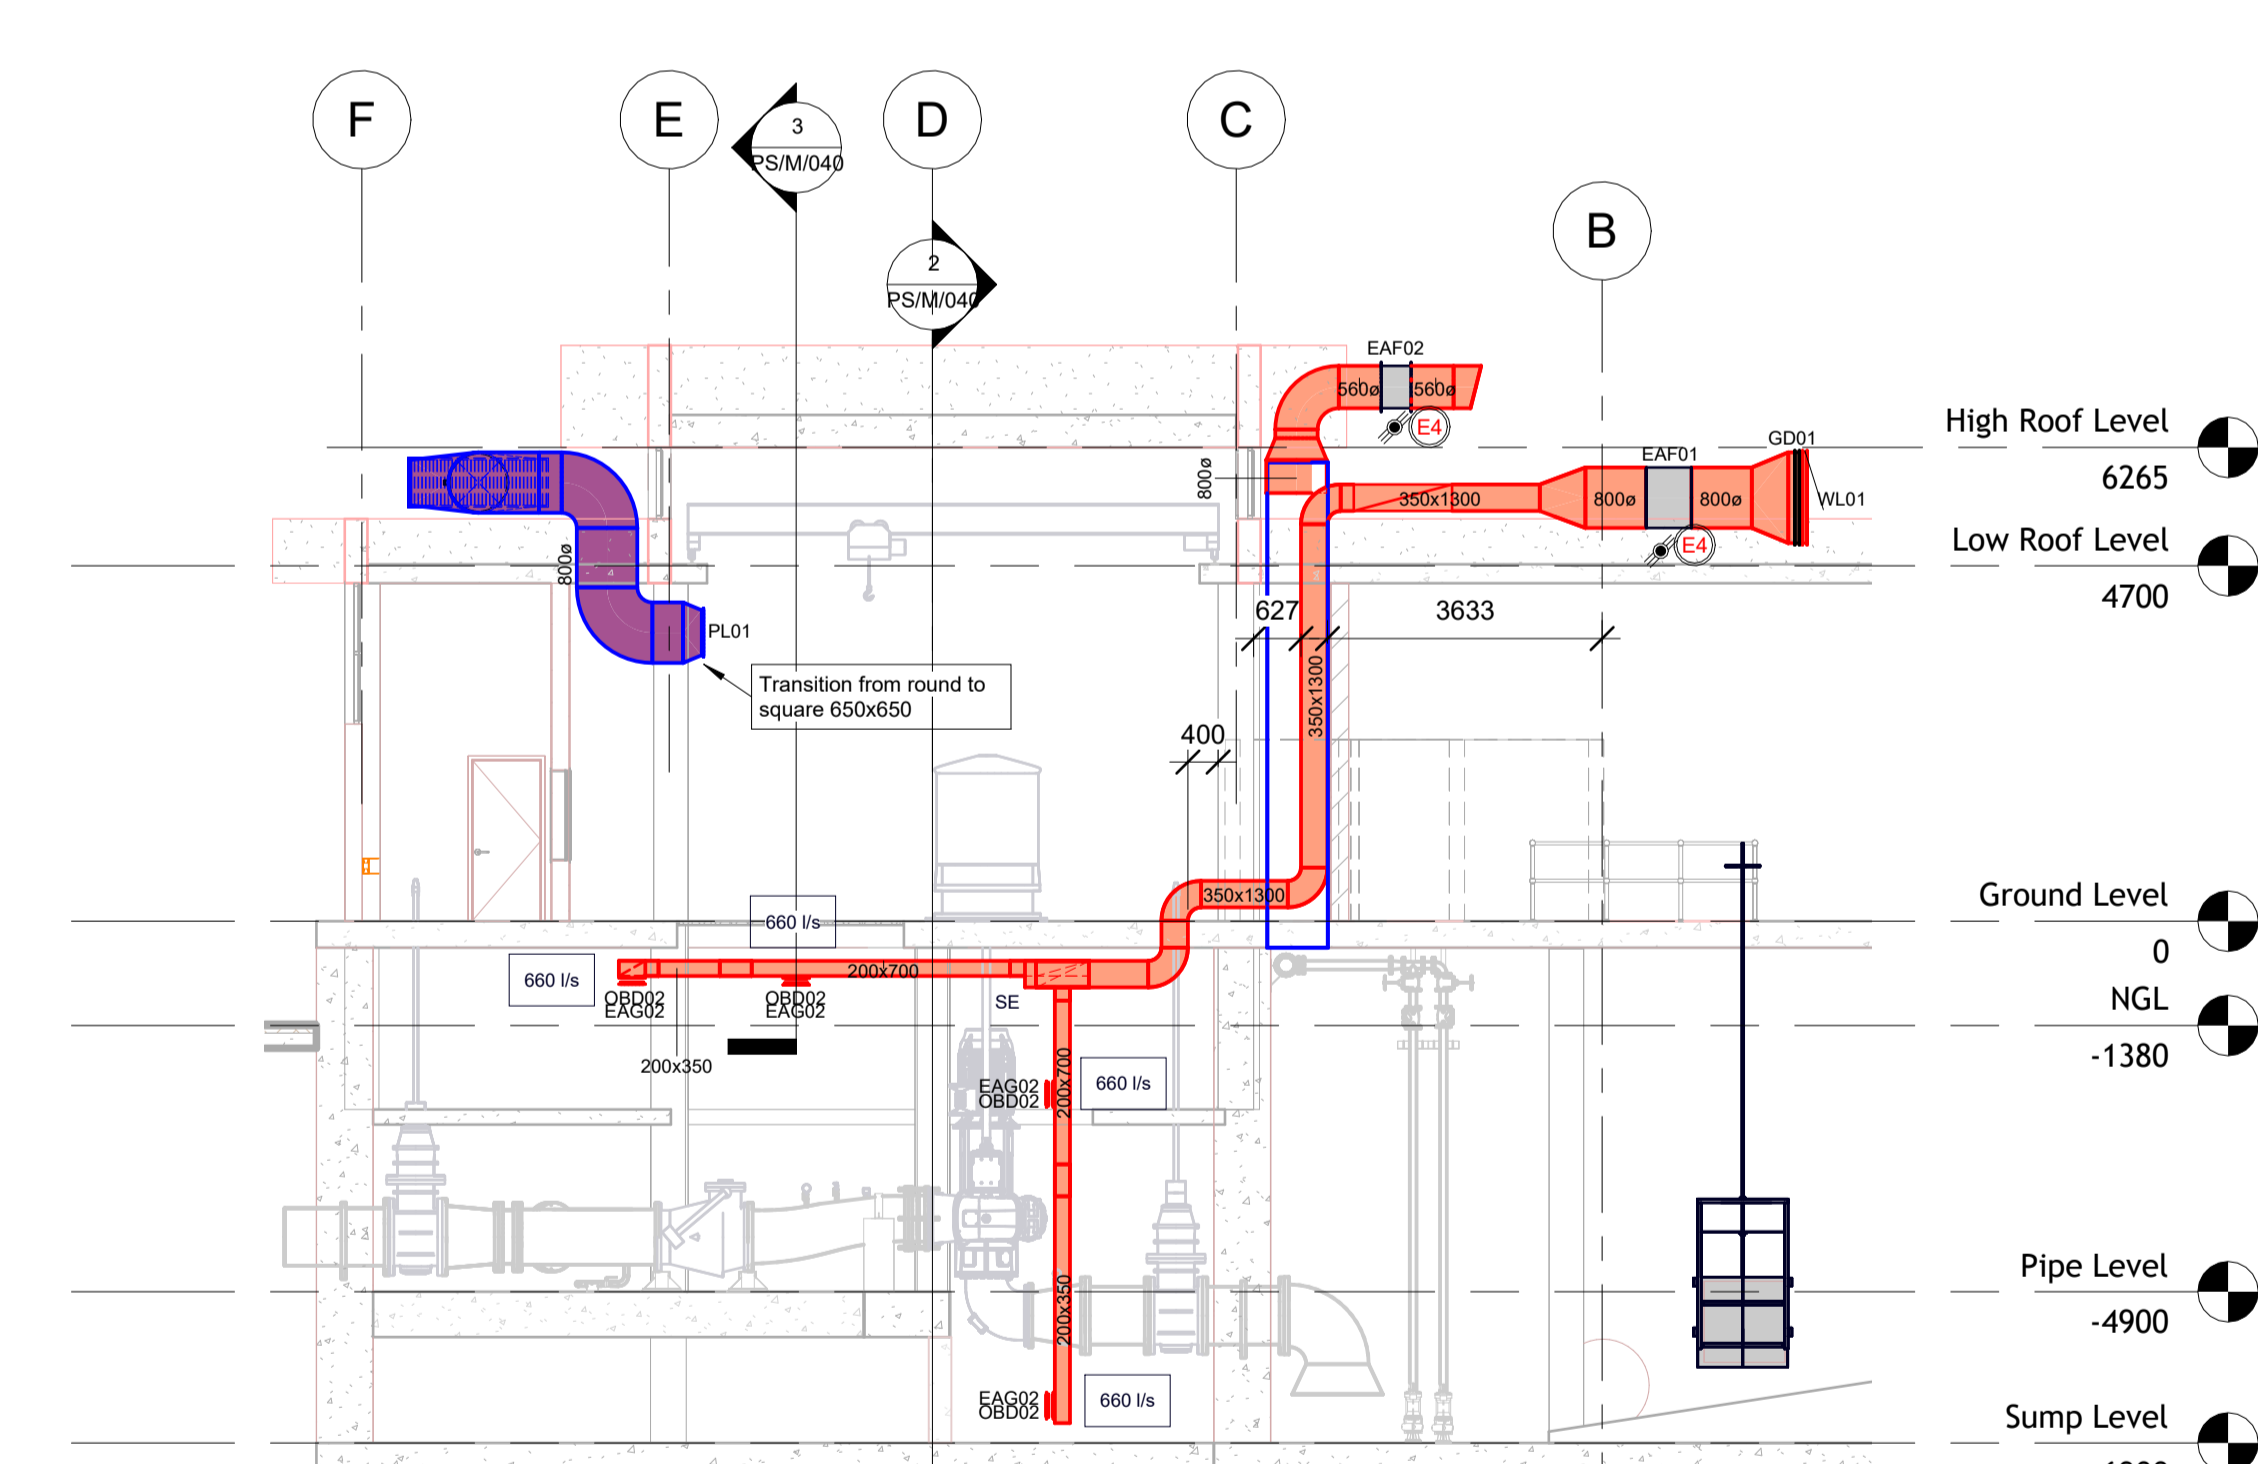 F
E
D
C
B
3
PS/M/040
2
PS/M/040
EAF02
560ø
560ø
E4
High Roof Level
6265
GD01
EAF01
800ø
350x1300
800ø
800ø
WL01
E4
Low Roof Level
4700
800ø
627
3633
PL01
Transition from round to
square 650x650
350x1300
400
350x1300
Ground Level
0
660 l/s
660 l/s
200x700
OBD02
EAG02
OBD02
EAG02
SE
NGL
-1380
200x350
200x700
EAG02
OBD02
660 l/s
Pipe Level
-4900
200x350
EAG02
OBD02
660 l/s
Sump Level